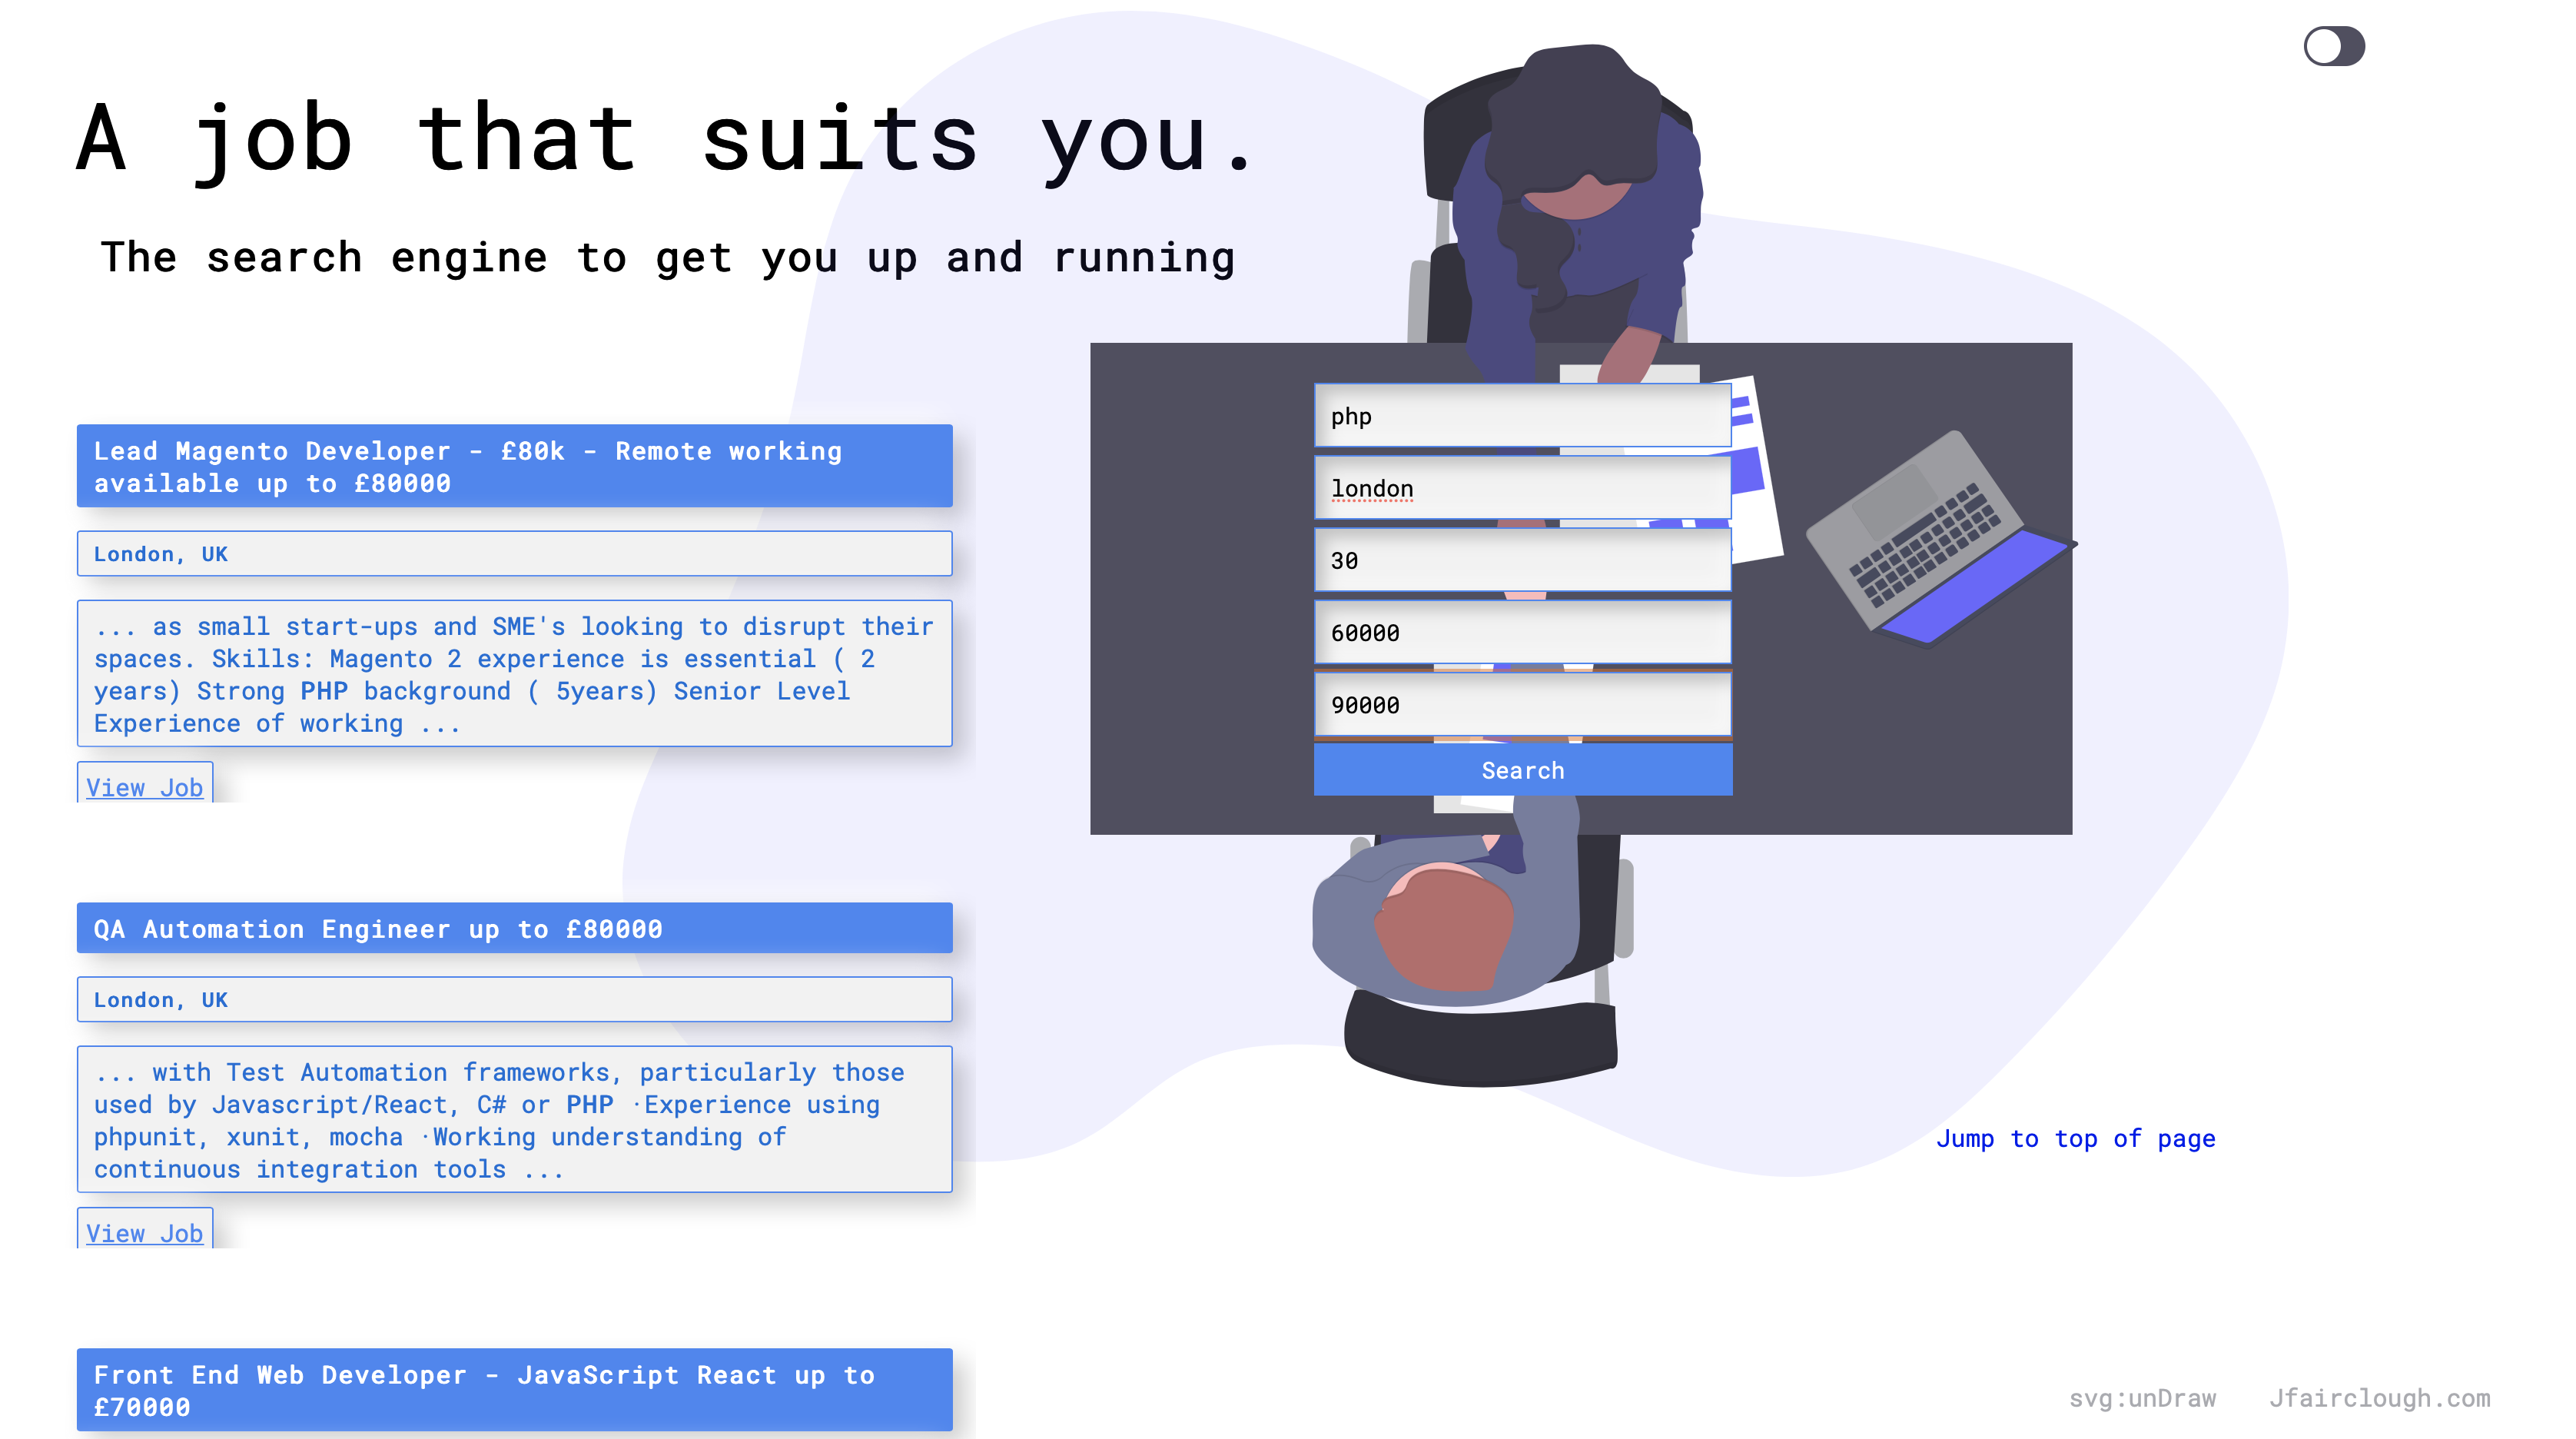 A job that suits you.
The search engine to get you up and running
Lead Magento Developer - £80k - Remote working
available up to £80000
London, UK
... as small start-ups and SME's looking to disrupt their
spaces. Skills: Magento 2 experience is essential ( 2
years) Strong PHP background ( 5years) Senior Level
Experience of working ...
View Job
QA Automation Engineer up to £80000
London, UK
... with Test Automation frameworks, particularly those
used by Javascript/React, C# or PHP ·Experience using
phpunit, xunit, mocha ·Working understanding of
continuous integration tools ...
View Job
Front End Web Developer - JavaScript React up to
£70000
php
london
30
60000
90000
Search
Jump to top of page
svg:unDraw
Jfairclough.com